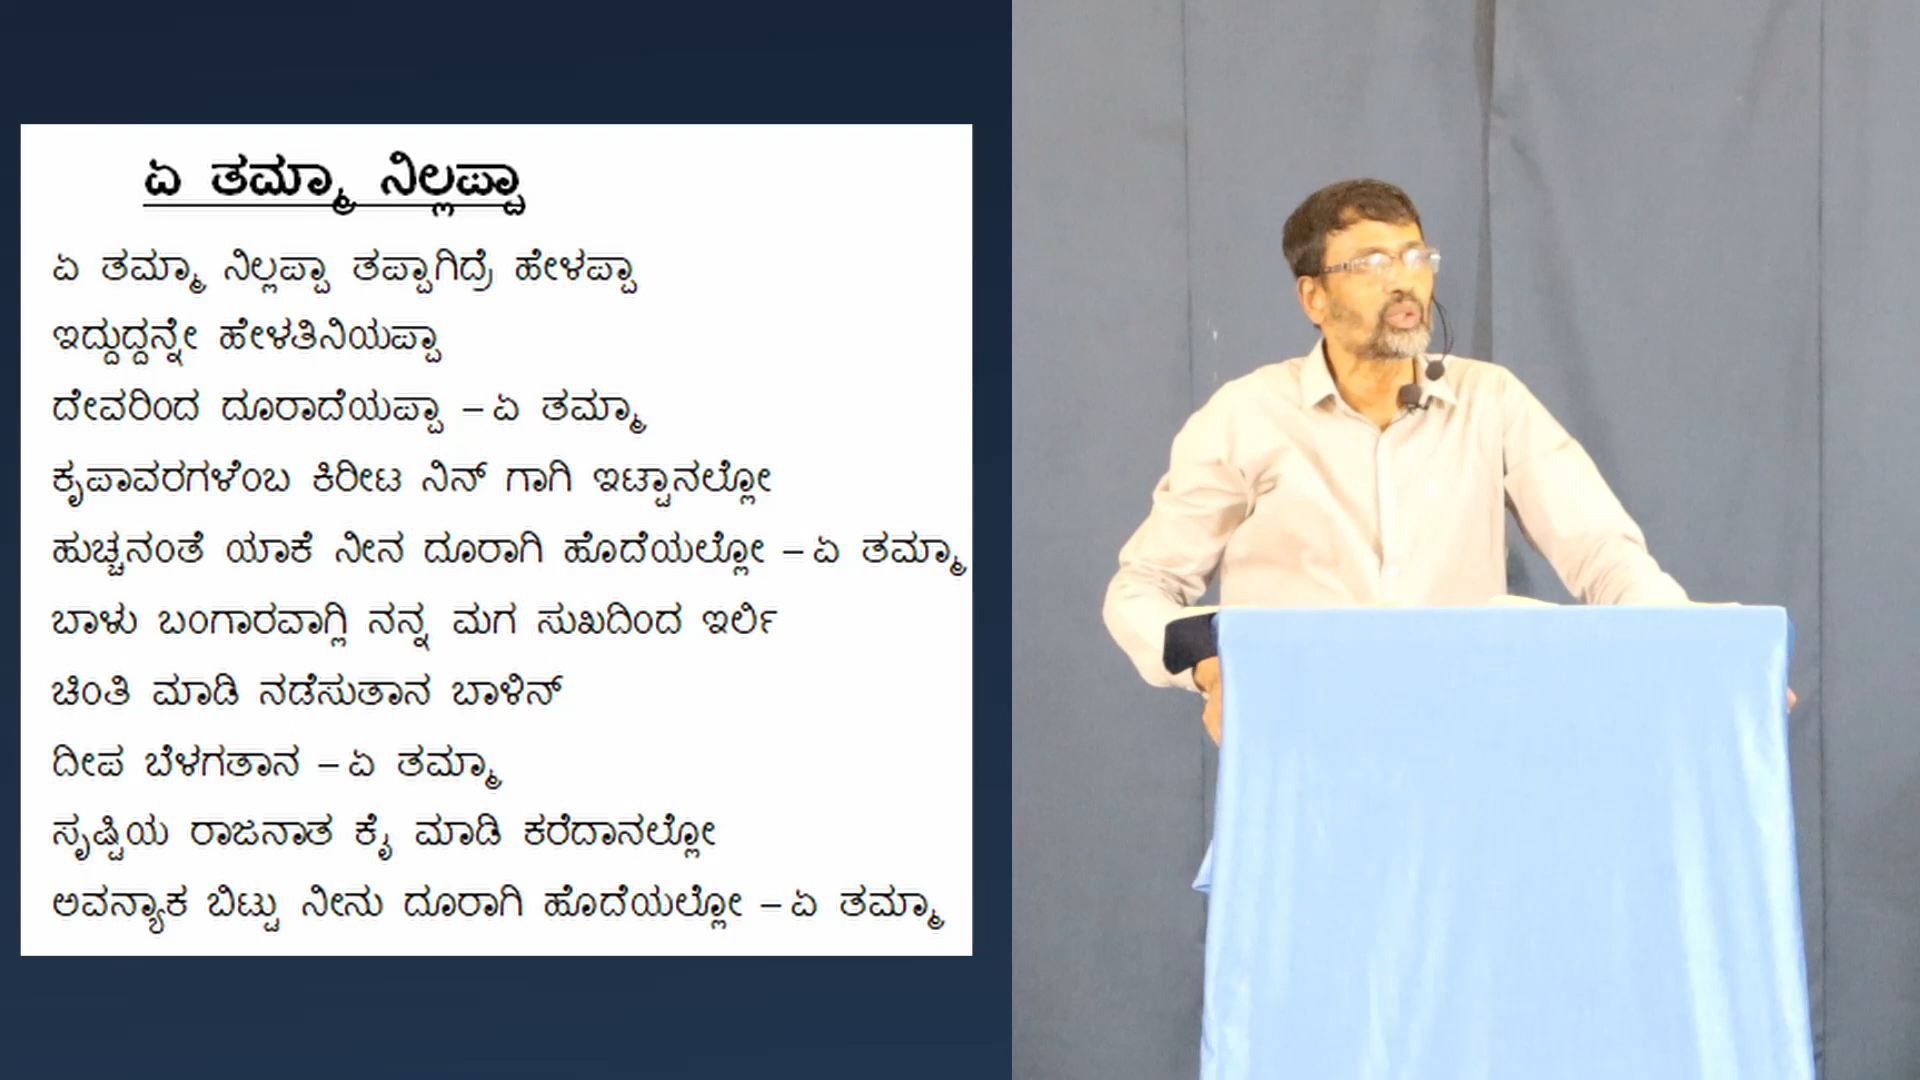 ಏ ತಮ್ಮಾ ನಿಲ್ಲಪ್ಪಾ
ಏ ತಮ್ಮಾ ನಿಲ್ಲಪ್ಪಾ ತಪ್ಪಾಗಿದ್ರೆ ಹೇಳಪ್ಪಾ
ಇದ್ದುದ್ದನ್ನೇ ಹೇಳತಿನಿಯಪ್ಪಾ
ದೇವರಿಂದ ದೂರಾದೆಯಪ್ಪಾ – ಏ ತಮ್ಮಾ
ಕೃಪಾವರಗಳೆಂಬ ಕಿರೀಟ ನಿನ್ ಗಾಗಿ ಇಟ್ಟಾನಲ್ಲೋ
ಹುಚ್ಚನಂತೆ ಯಾಕೆ ನೀನ ದೂರಾಗಿ ಹೊದೆಯಲ್ಲೋ – ಏ ತಮ್ಮಾ
ಬಾಳು ಬಂಗಾರವಾಗ್ಲಿ ನನ್ನ ಮಗ ಸುಖದಿಂದ ಇರ್ಲಿ
ಚಿಂತಿ ಮಾಡಿ ನಡೆಸುತಾನ ಬಾಳಿನ್
ದೀಪ ಬೆಳಗತಾನ – ಏ ತಮ್ಮಾ
ಸೃಷ್ಟಿಯ ರಾಜನಾತ ಕೈ ಮಾಡಿ ಕರೆದಾನಲ್ಲೋ
ಅವನ್ಯಾಕ ಬಿಟ್ಟು ನೀನು ದೂರಾಗಿ ಹೊದೆಯಲ್ಲೋ – ಏ ತಮ್ಮಾ